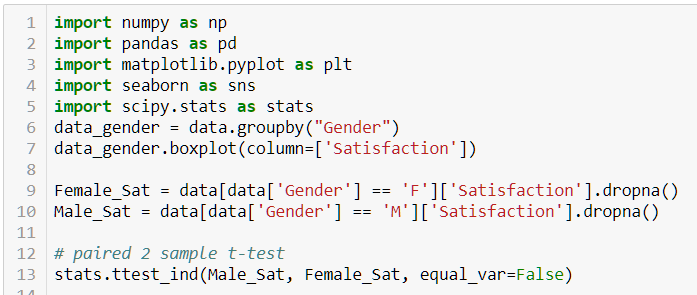 1 import numpy as np
2 import pandas as pd
3 import matplotlib.pyplot as plt
4 import seaborn as sns
5 import scipy.stats as stats
6 data_gender = data.groupby("Gender")
7 data_gender.boxplot(column=['Satisfaction'])
8
9 Female_Sat = data[data['Gender'] == 'F']['Satisfaction'].dropna()
10 Male_Sat = data[data['Gender'] == 'M']['Satisfaction'].dropna()
11
12 # paired 2 sample t-test
13 stats.ttest_ind(Male_Sat, Female_Sat, equal_var=False)